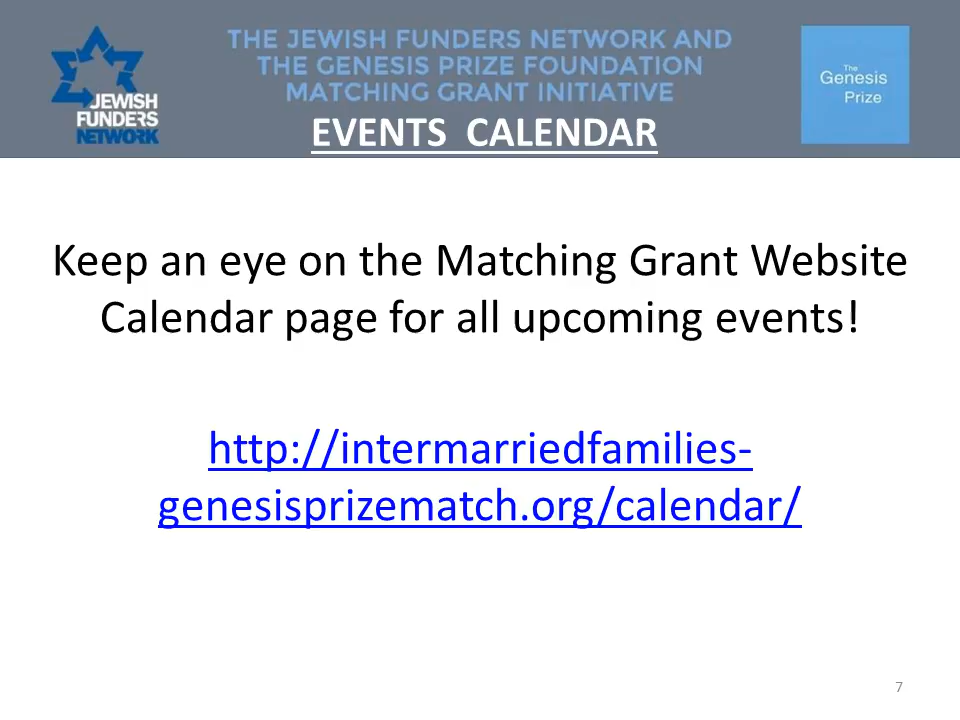 THE JEWISH FUNDERS NETWORK AND
THE GENESIS PRIZE FOUNDATION
MATCHING GRANT INITIATIVE
EVENTS CALENDAR
JEWISH
FUNDERS
NETWORK
The
Genesis
Prize
Keep an eye on the Matching Grant Website
Calendar page for all upcoming events!
http://intermarriedfamilies-
genesisprizematch.org/calendar/
7